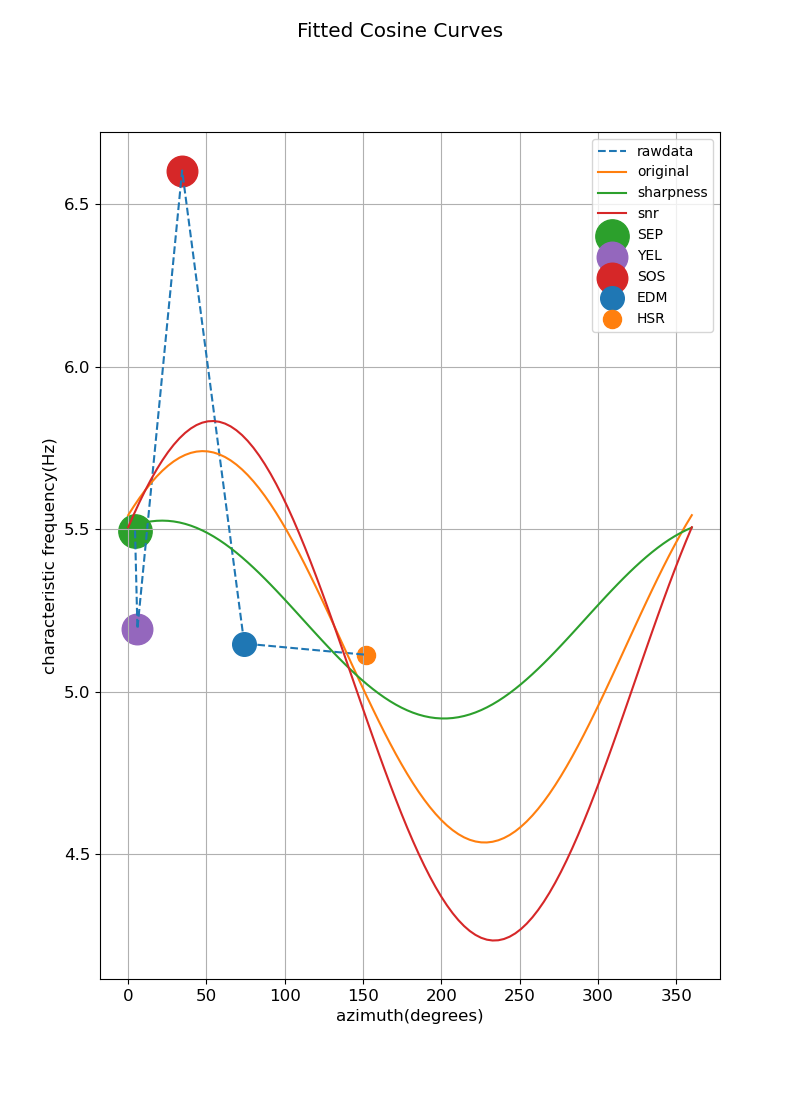 Fitted Cosine Curves
rawdata
original
sharpness
snr
SEP
YEL
SOS
EDM
HSR
characteristic frequency(Hz)
6.5
6.0
5.5
5.0
4.5
0 50 100 150 200 250 300 350
azimuth(degrees)